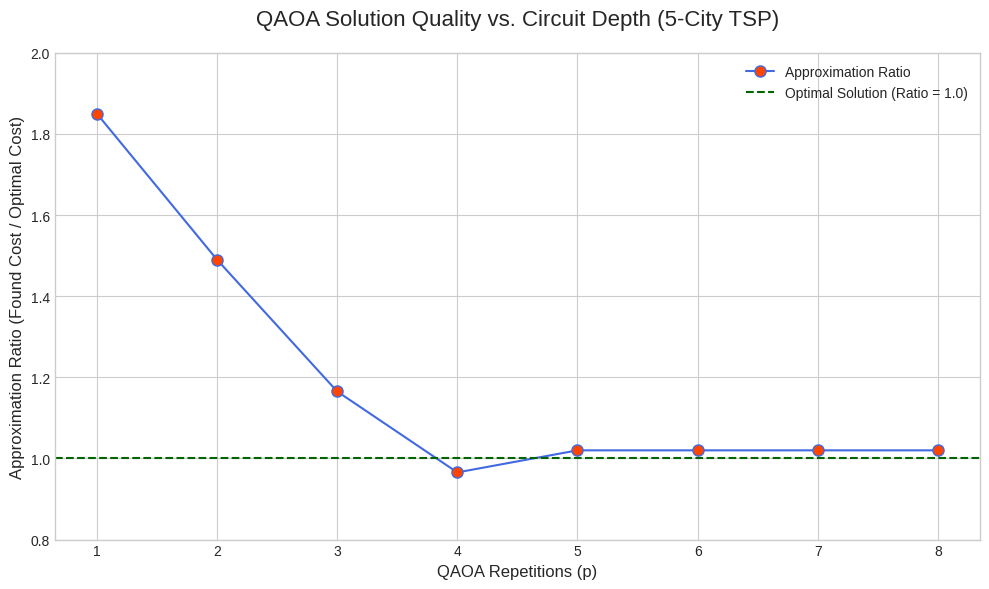 QAOA Solution Quality vs. Circuit Depth (5-City TSP)
Approximation Ratio (Found Cost / Optimal Cost)
2.0
1.8
1.6
1.4
1.2
1.0
0.8
Approximation Ratio
Optimal Solution (Ratio = 1.0)
1 2 3 4 5 6 7 8
QAOA Repetitions (p)